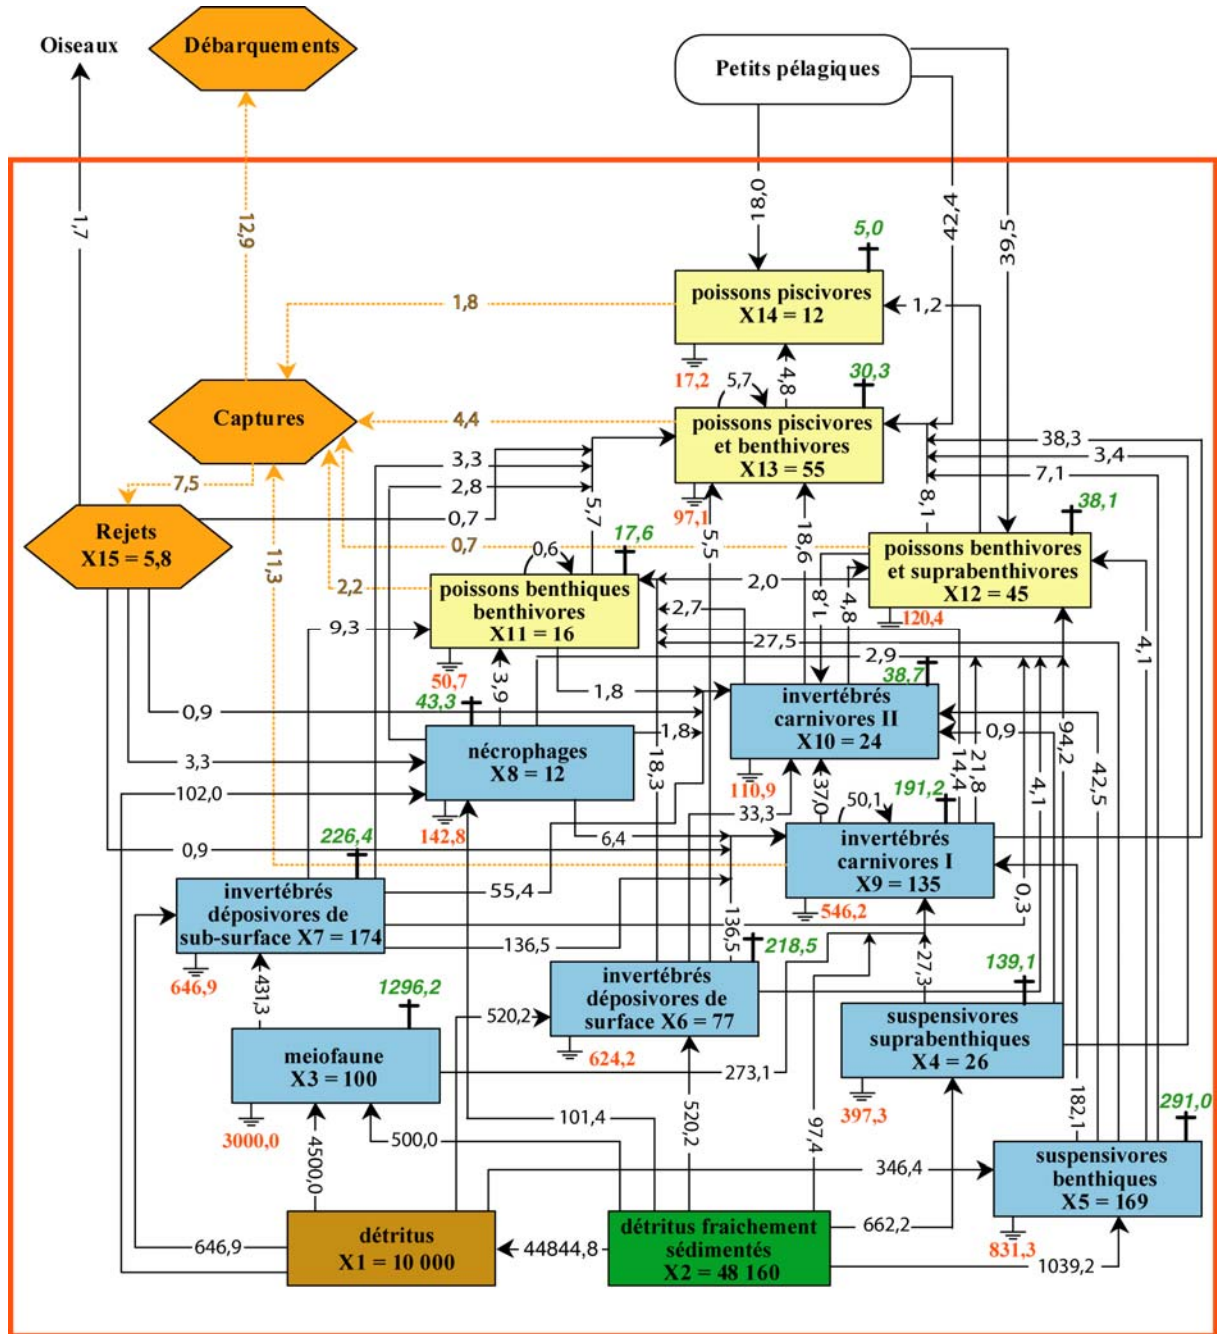 Oiseaux
Débarquements
Petits pélagiques
1,7
12,9
18,0
42,4
39,5
5,0
poissons piscivores
X14 = 12
1,8
1,2
17,2
4,8
30,3
5,7
Captures
4,4
poissons piscivores
et benthivores
X13 = 55
38,3
3,4
7,1
3,3
2,8
7,5
97,1
8,1
38,1
Rejets
X15 = 5,8
0,7
5,7
17,6
5,5
18,6
0,7
poissons benthivores
et suprabenthivores
X12 = 45
11,3
2,2
0,6
poissons benthiques
benthivores
X11 = 16
2,0
1,8
4,8
120,4
9,3
2,7
27,5
4,1
2,9
50,7
3,9
1,8
38,7
43,3
invertébrés
carnivores II
X10 = 24
0,9
1,8
0,9
94,2
nécrophages
X8 = 12
3,3
18,3
14,4
21,8
4,1
42,5
102,0
110,9
37,0
33,3
50,1
191,2
142,8
6,4
226,4
0,9
invertébrés
carnivores I
X9 = 135
invertébrés
déposivores de
sub-surface X7 = 174
55,4
0,3
546,2
136,5
136,5
218,5
27,3
139,1
646,9
431,3
1296,2
invertébrés
déposivores de
surface X6 = 77
520,2
suspensivores
suprabenthiques
X4 = 26
meiofaune
X3 = 100
624,2
273,1
397,3
182,1
291,0
3000,0
4500,0
500,0
101,4
520,2
97,4
346,4
suspensivores
benthiques
X5 = 169
détritus
X1 = 10 000
détritus fraichement
sédimentés
X2 = 48 160
646,9
44844,8
662,2
831,3
1039,2